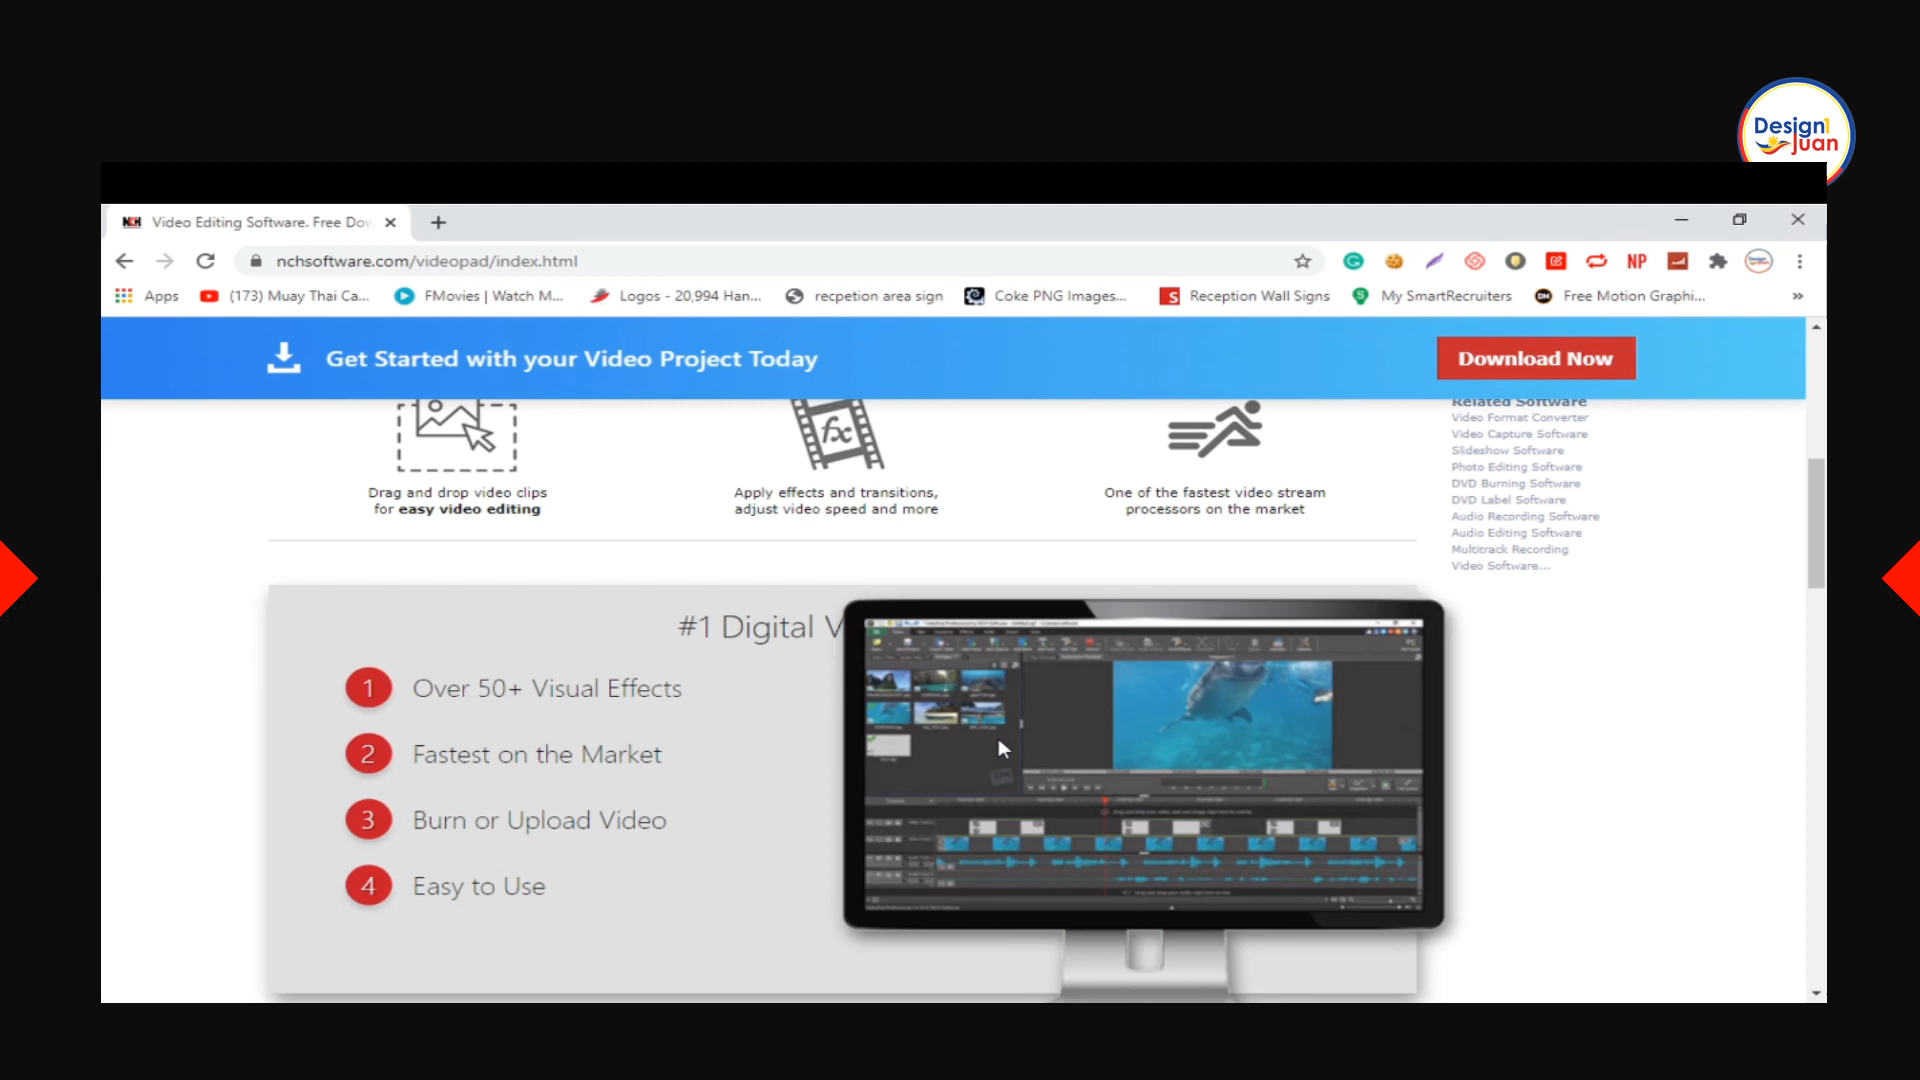 Design1
juan
NCH
Video Editing Software. Free Dow
nchsoftware.com/videopad/index.html
NP
Apps
(173) Muay Thai Ca...
FMovies | Watch M...
Logos - 20,994 Han...
recpetion area sign
Coke PNG Images...
Reception Wall Signs
My SmartRecruiters
Free Motion Graphi...
Get Started with your Video Project Today
Download Now
fx
Drag and drop video clips
for easy video editing
Apply effects and transitions,
adjust video speed and more
One of the fastest video stream
processors on the market
Related Software
Video Format Converter
Video Capture Software
Slideshow Software
Photo Editing Software
DVD Burning Software
DVD Label Software
Audio Recording Software
Audio Editing Software
Multitrack Recording
Video Software...
#1 Digital V
1 Over 50+ Visual Effects
2 Fastest on the Market
3 Burn or Upload Video
4 Easy to Use